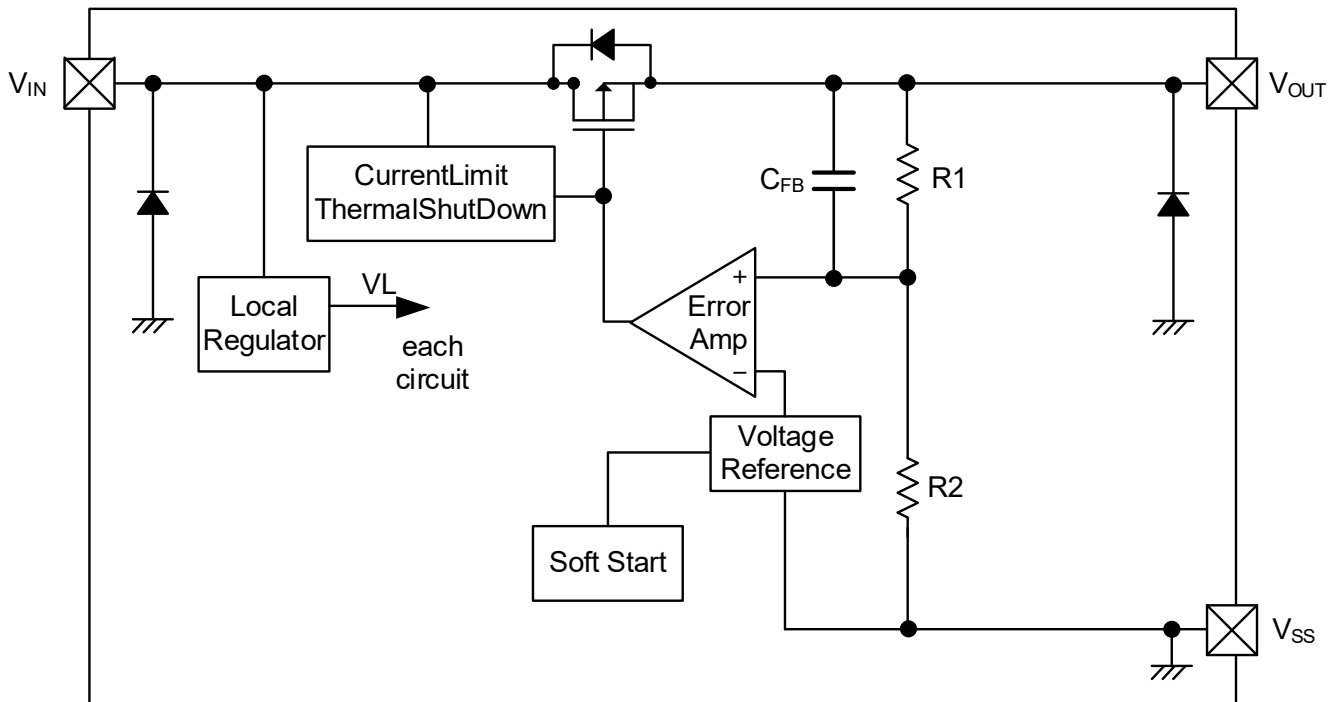 VIN
VOUT
CurrentLimit
ThermalShutDown
CFB
R1
VL
Local
Regulator
each
circuit
+
Error
Amp
−
Voltage
Reference
R2
Soft Start
VSS